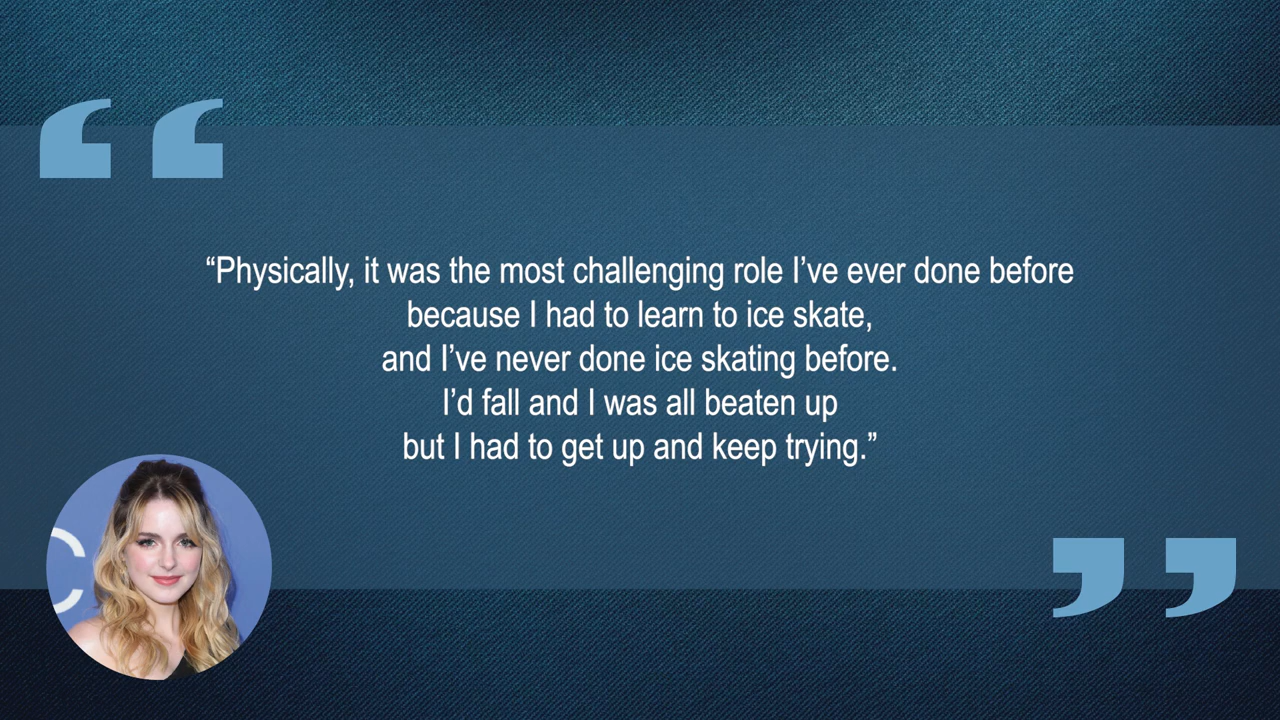 “Physically, it was the most challenging role I’ve ever done before
because I had to learn to ice skate,
and I’ve never done ice skating before.
I’d fall and I was all beaten up
but I had to get up and keep trying.”
C